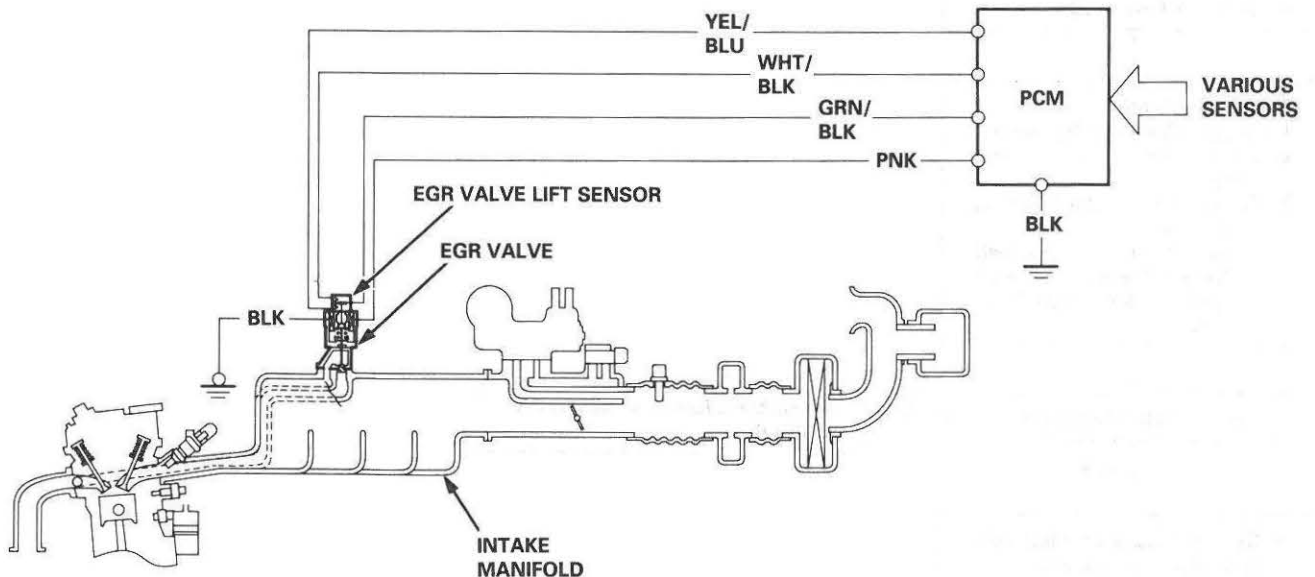 YEL/
BLU
WHT/
BLK
GRN/
BLK
PNK
PCM
VARIOUS
SENSORS
BLK
EGR VALVE LIFT SENSOR
EGR VALVE
BLK
INTAKE
MANIFOLD